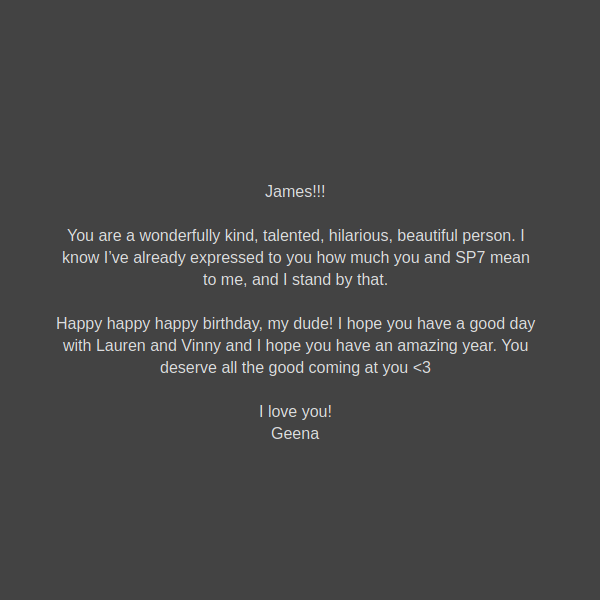 James!!!
You are a wonderfully kind, talented, hilarious, beautiful person. I
know I’ve already expressed to you how much you and SP7 mean
to me, and I stand by that.
Happy happy happy birthday, my dude! I hope you have a good day
with Lauren and Vinny and I hope you have an amazing year. You
deserve all the good coming at you <3
I love you!
Geena